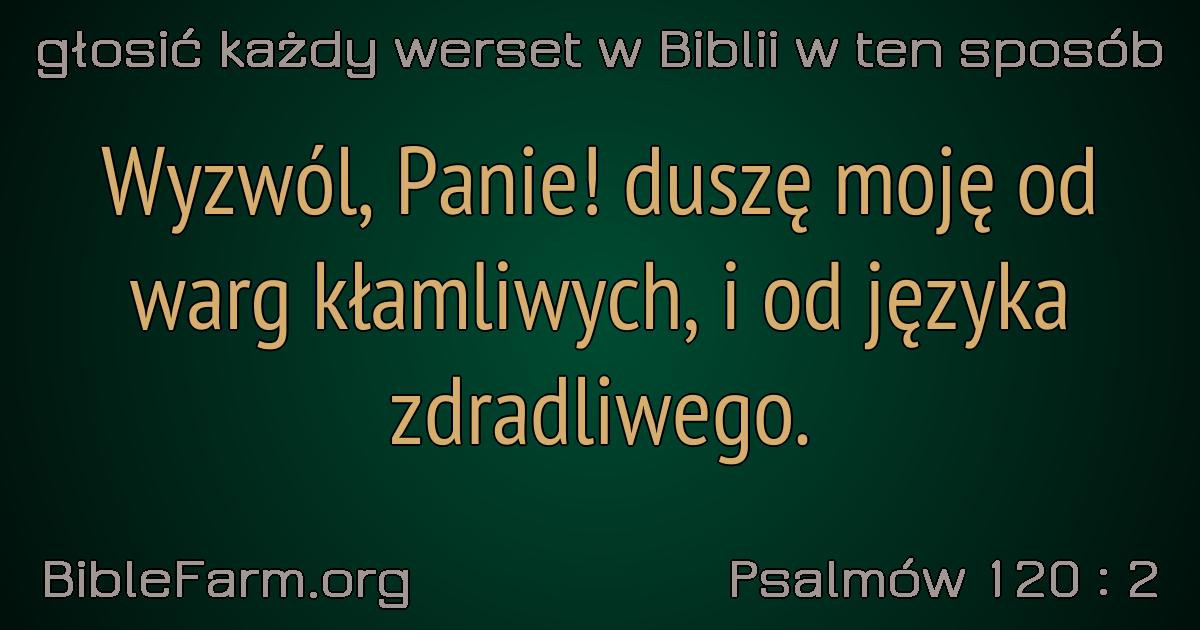 głosić każdy werset w Biblii w ten sposób
Wyzwól, Panie! duszę moję od
warg kłamliwych, i od języka
zdradliwego.
BibleFarm.org
Psalmów 120 : 2